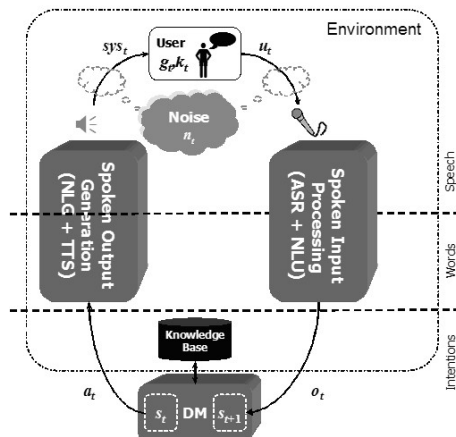 Environment
sys_t
User
g_t, k_t
u_t
Noise
n_t
Spoken Output
Generation
(NLG + TTS)
Spoken Input
Processing
(ASR + NLU)
Speech
Words
Intentions
Knowledge
Base
a_t
s_t
DM
s_{t+1}
o_t